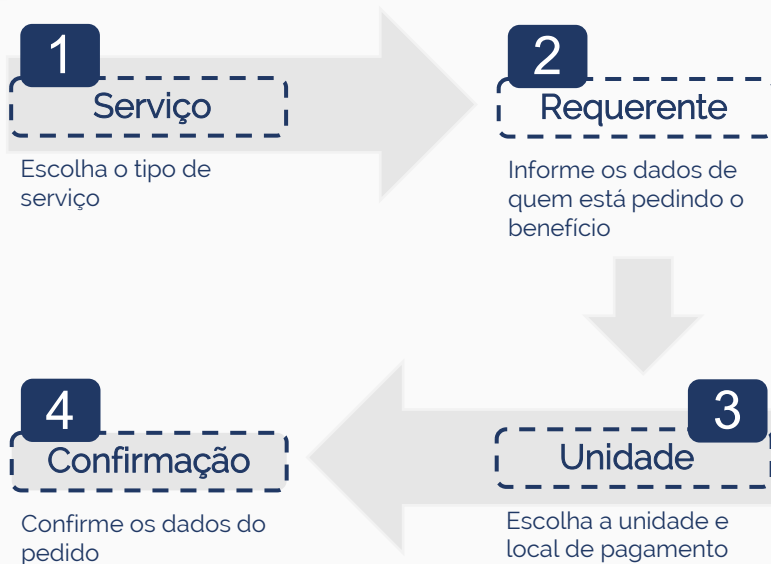 1
Serviço
Escolha o tipo de
serviço
2
Requerente
Informe os dados de
quem está pedindo o
benefício
3
Unidade
Escolha a unidade e
local de pagamento
4
Confirmação
Confirme os dados do
pedido